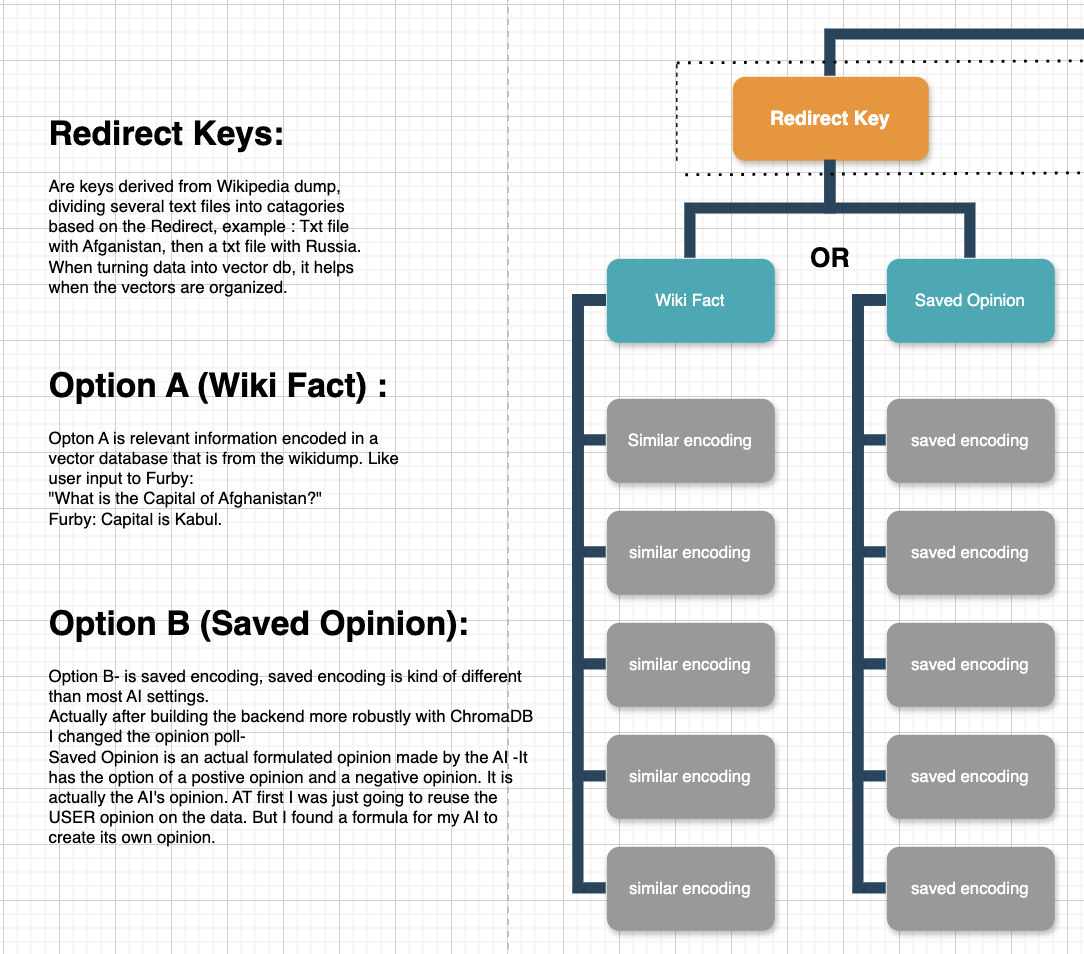 Redirect Keys:
Are keys derived from Wikipedia dump,
dividing several text files into catagories
based on the Redirect, example : Txt file
with Afganistan, then a txt file with Russia.
When turning data into vector db, it helps
when the vectors are organized.
Option A (Wiki Fact) :
Opton A is relevant information encoded in a
vector database that is from the wikidump. Like
user input to Furby:
"What is the Capital of Afghanistan?"
Furby: Capital is Kabul.
Option B (Saved Opinion):
Option B- is saved encoding, saved encoding is kind of different
than most AI settings.
Actually after building the backend more robustly with ChromaDB
I changed the opinion poll-
Saved Opinion is an actual formulated opinion made by the AI -It
has the option of a postive opinion and a negative opinion. It is
actually the AI's opinion. AT first I was just going to reuse the
USER opinion on the data. But I found a formula for my AI to
create its own opinion.
Redirect Key
OR
Wiki Fact
Similar encoding
similar encoding
similar encoding
similar encoding
similar encoding
Saved Opinion
saved encoding
saved encoding
saved encoding
saved encoding
saved encoding